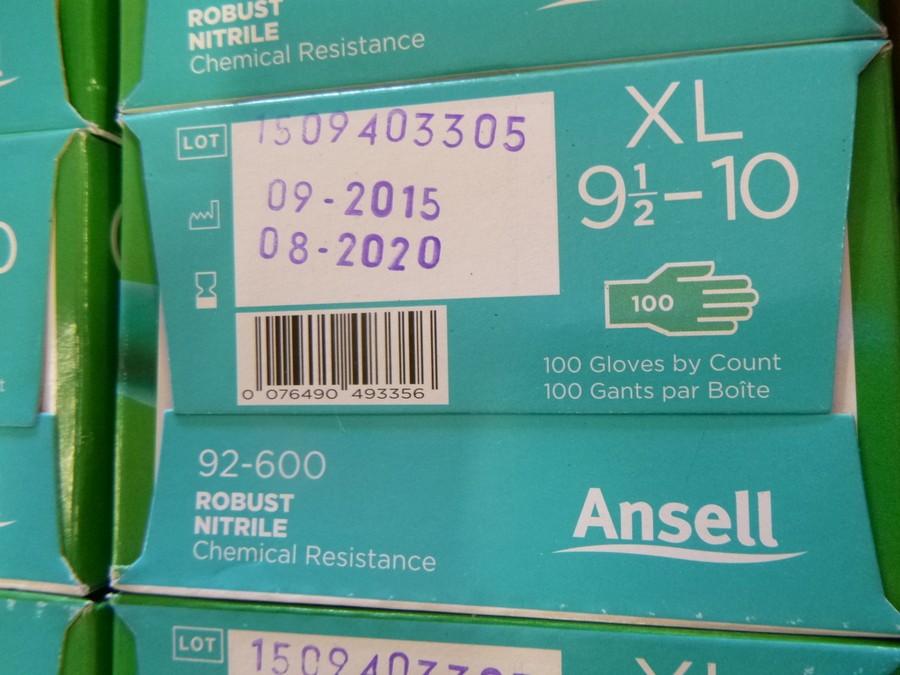 ROBUST
NITRILE
Chemical Resistance
LOT
1509403305
XL
09-2015
9½–10
08-2020
100
100 Gloves by Count
100 Gants par Boîte
0 076490 493356
92-600
ROBUST
NITRILE
Chemical Resistance
Ansell
LOT
XL